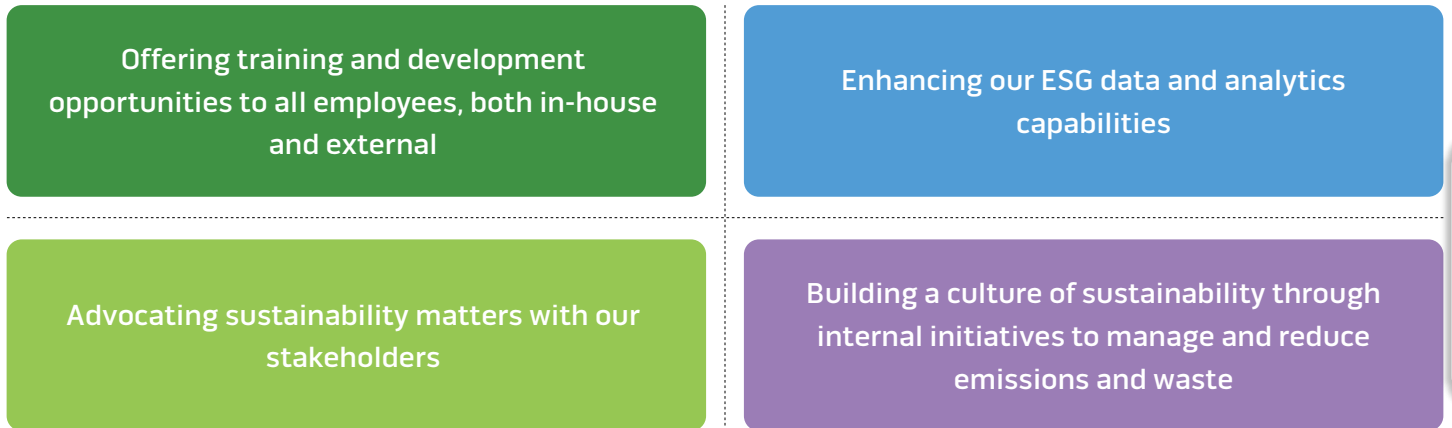 Offering training and development
opportunities to all employees, both in-house
and external
Enhancing our ESG data and analytics
capabilities
Advocating sustainability matters with our
stakeholders
Building a culture of sustainability through
internal initiatives to manage and reduce
emissions and waste